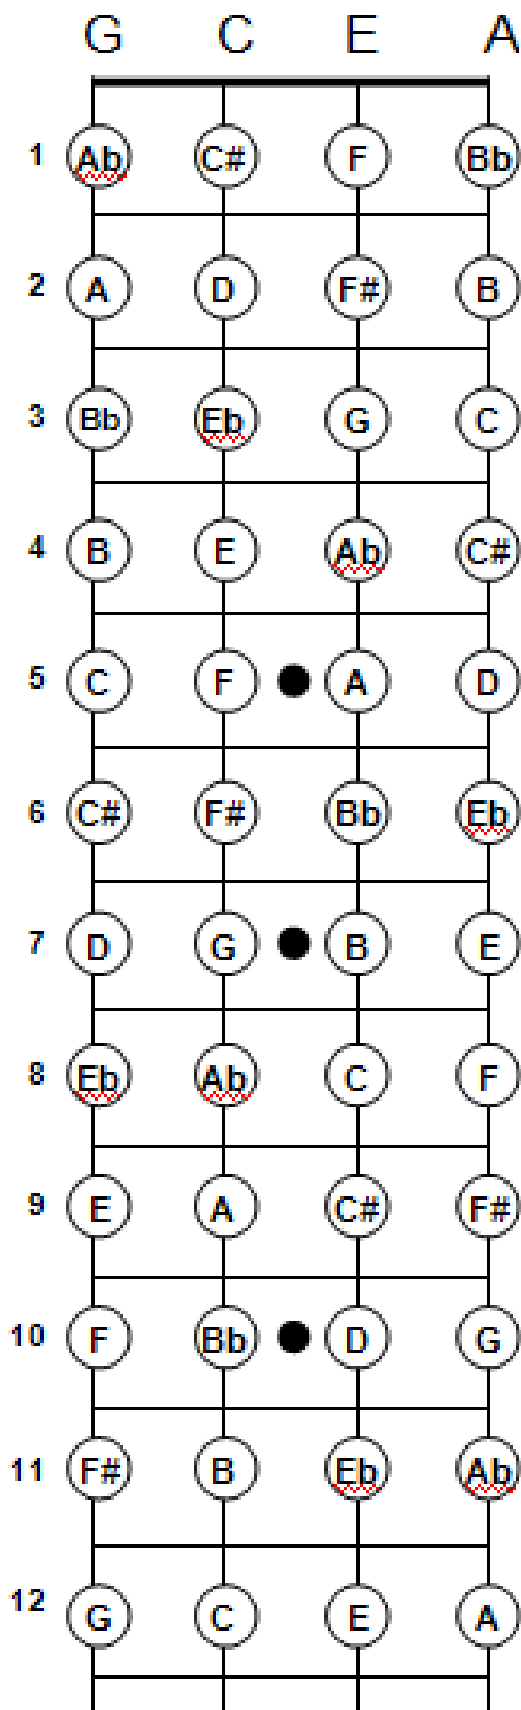 G C E A
1 Ab C# F Bb
2 A D F# B
3 Bb Eb G C
4 B E Ab C#
5 C F A D
6 C# F# Bb Eb
7 D G B E
8 Eb Ab C F
9 E A C# F#
10 F Bb D G
11 F# B Eb Ab
12 G C E A